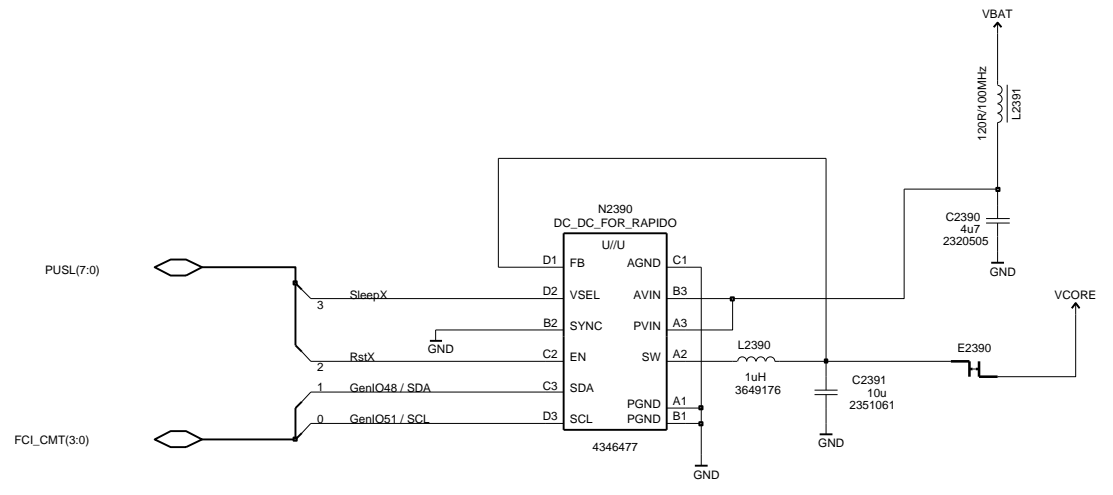 VBAT
120R/100MHz
L2391
N2390
DC_DC_FOR_RAPIDO
U//U
C2390
4u7
2320505
GND
PUSL(7:0)
D1 FB AGND C1
3 SleepX D2 VSEL AVIN B3
GND B2 SYNC PVIN A3
VCORE
2 RstX C2 EN SW A2
L2390
1uH
3649176
E2390
1 GenIO48 / SDA C3 SDA
C2391
10u
2351061
GND
PGND A1
0 GenIO51 / SCL D3 SCL PGND B1
FCI_CMT(3:0)
4346477
GND